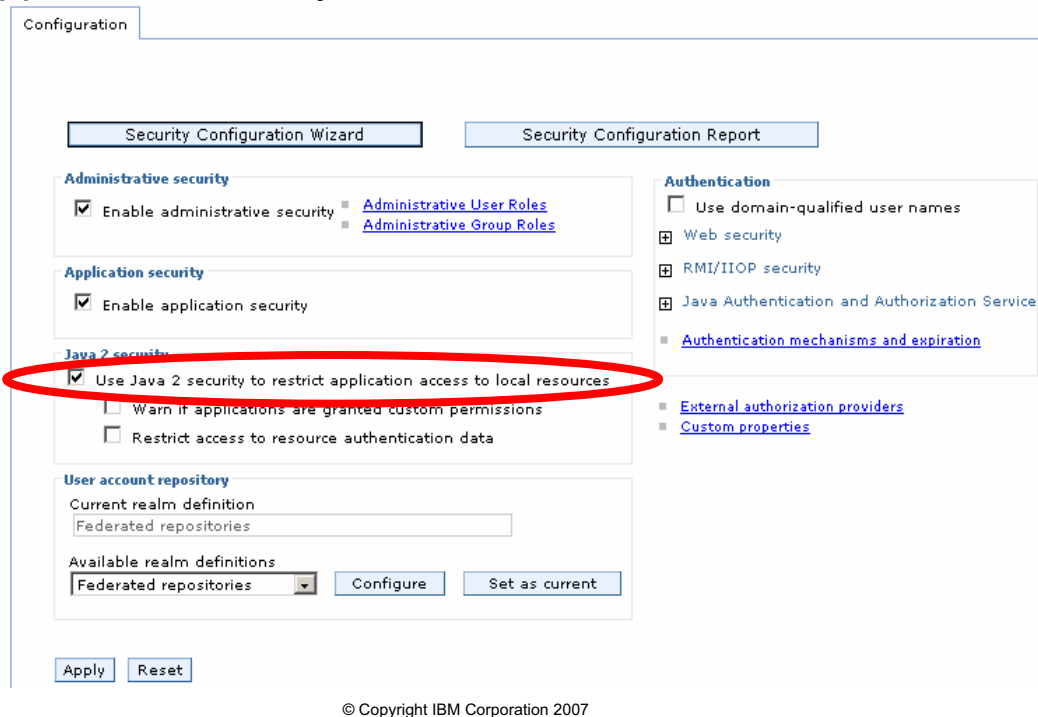 Configuration
Security Configuration Wizard
Security Configuration Report
Administrative security
Enable administrative security
Administrative User Roles
Administrative Group Roles
Application security
Enable application security
Java 2 security
Use Java 2 security to restrict application access to local resources
Warn if applications are granted custom permissions
Restrict access to resource authentication data
User account repository
Current realm definition
Federated repositories
Available realm definitions
Federated repositories
Configure
Set as current
Authentication
Use domain-qualified user names
Web security
RMI/IIOP security
Java Authentication and Authorization Service
Authentication mechanisms and expiration
External authorization providers
Custom properties
Apply
Reset
© Copyright IBM Corporation 2007